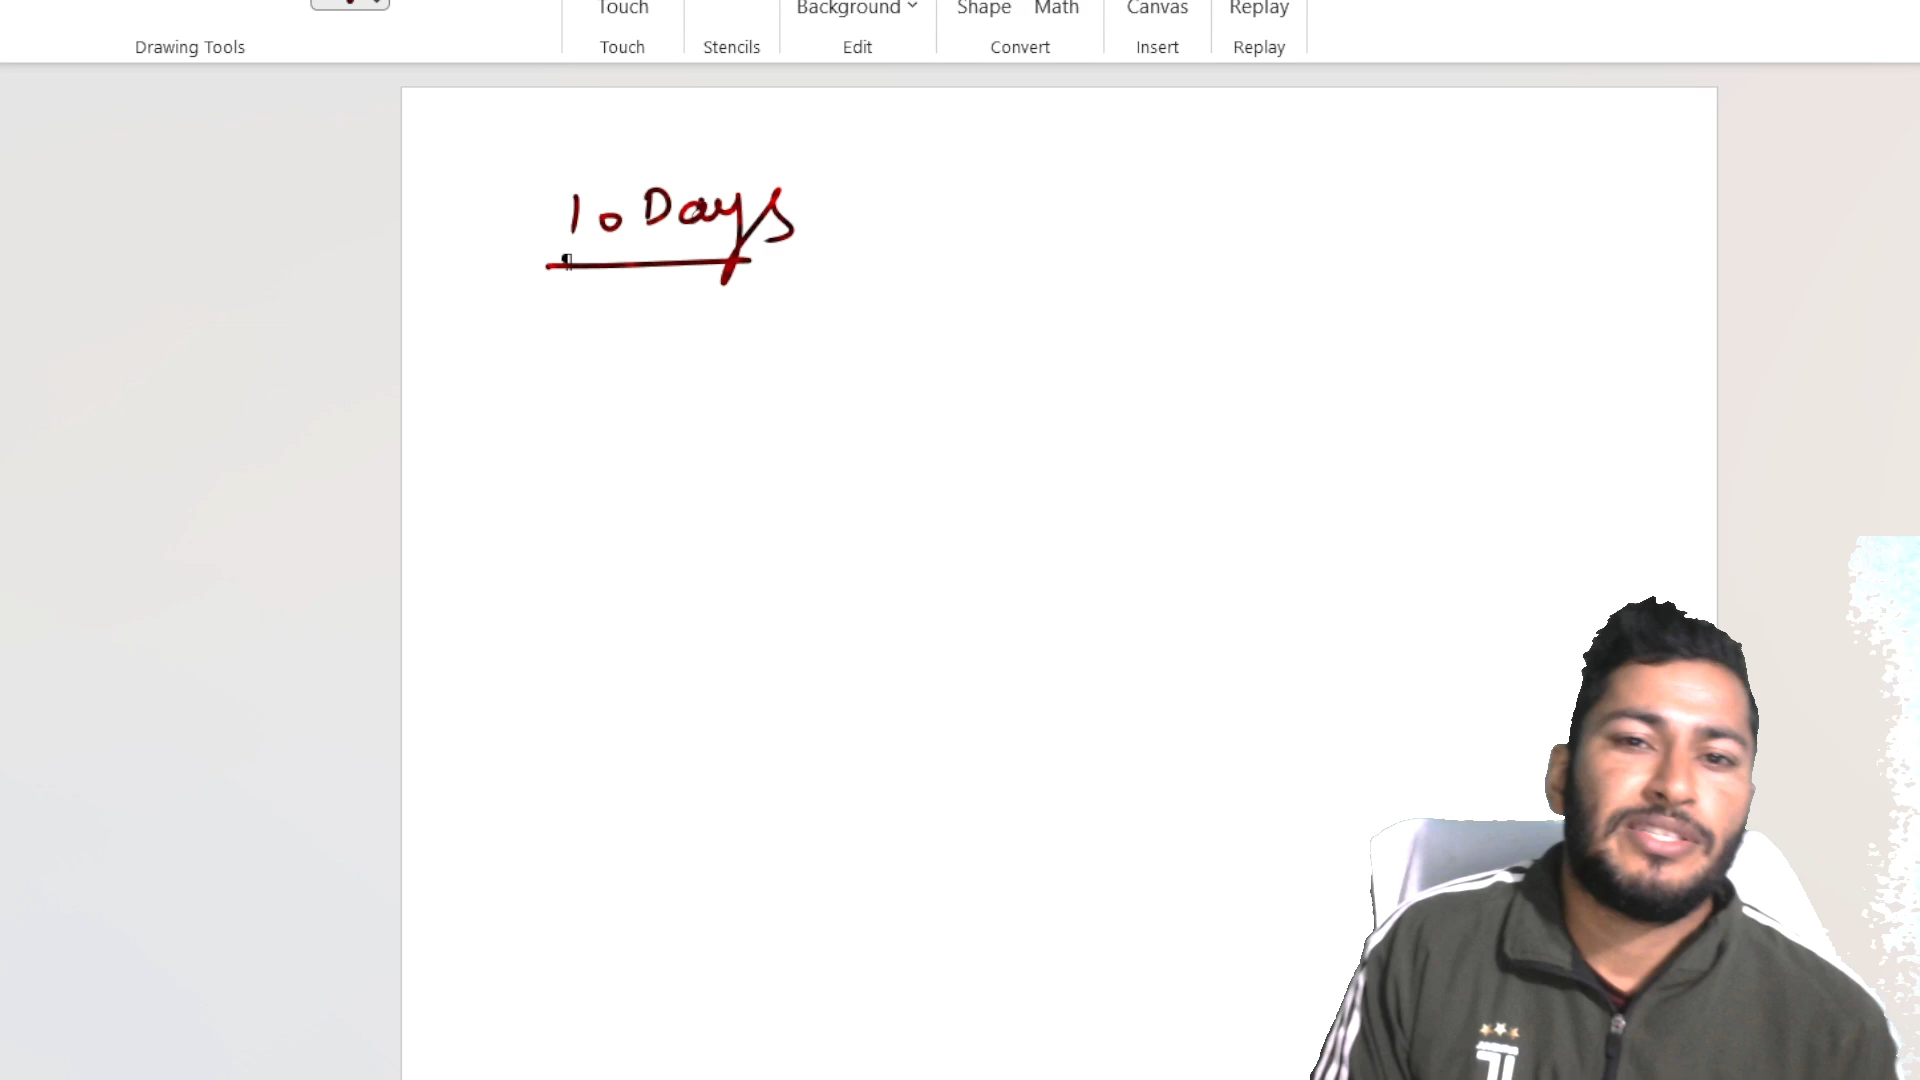 Touch
Background
Shape
Math
Canvas
Replay
Drawing Tools
Touch
Stencils
Edit
Convert
Insert
Replay
10 Days
¶